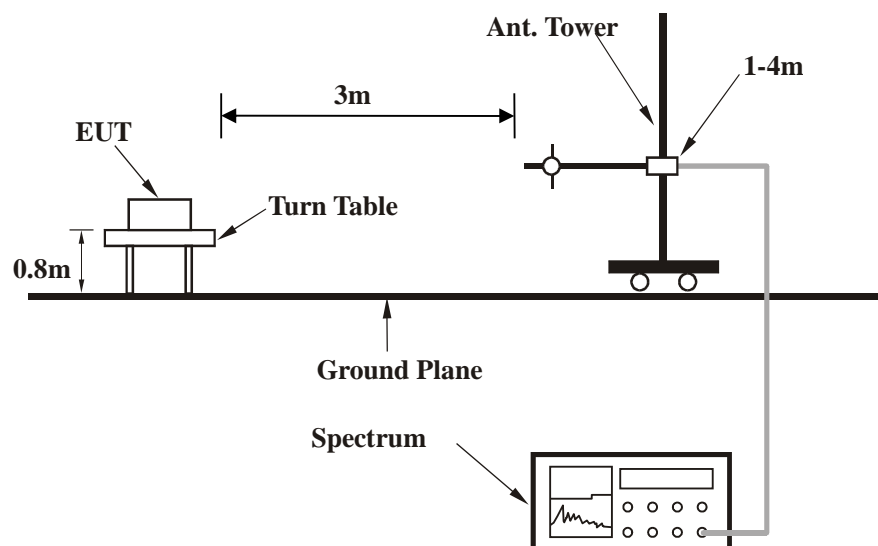 Ant. Tower
1-4m
3m
EUT
Turn Table
0.8m
Ground Plane
Spectrum